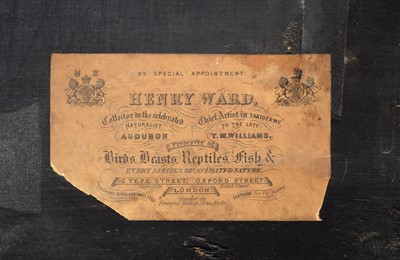 BY SPECIAL APPOINTMENT
HENRY WARD,
Collector to the celebrated Chief Artist in TAXIDERMY
NATURALIST TO THE LATE
AUDUBON T. M. WILLIAMS.
Preserver of
Birds, Beasts, Reptiles, Fish &
EVERY SPECIES OF ANIMATED NATURE.
2 VERE STREET, OXFORD STREET
LONDON